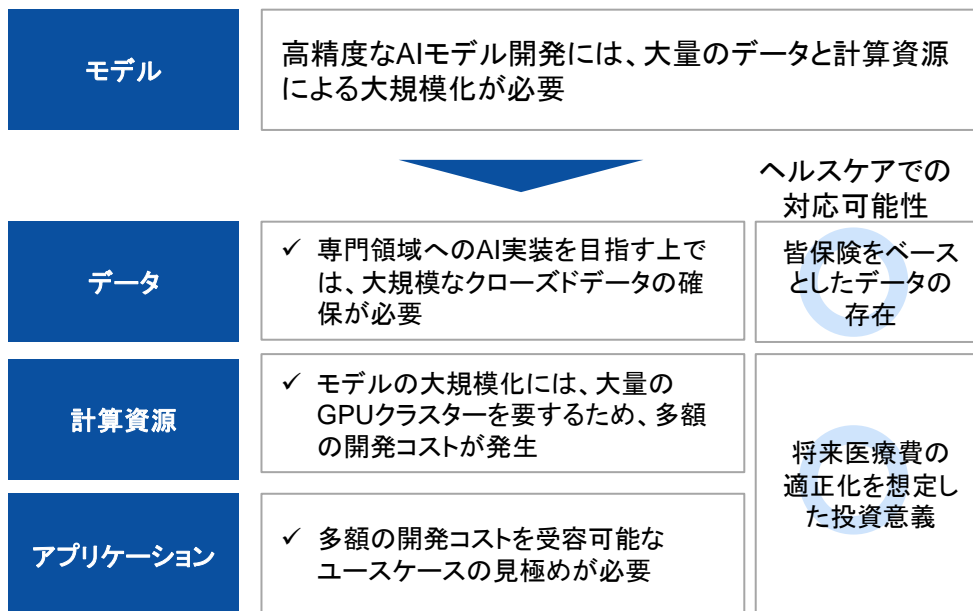 モデル
高精度なAIモデル開発には、大量のデータと計算資源
による大規模化が必要
ヘルスケアでの
対応可能性
データ
✓ 専門領域へのAI実装を目指す上で
は、大規模なクローズドデータの確
保が必要
皆保険をベース
としたデータの
存在
計算資源
✓ モデルの大規模化には、大量の
GPUクラスターを要するため、多額
の開発コストが発生
将来医療費の
適正化を想定し
た投資意義
アプリケーション
✓ 多額の開発コストを受容可能な
ユースケースの見極めが必要